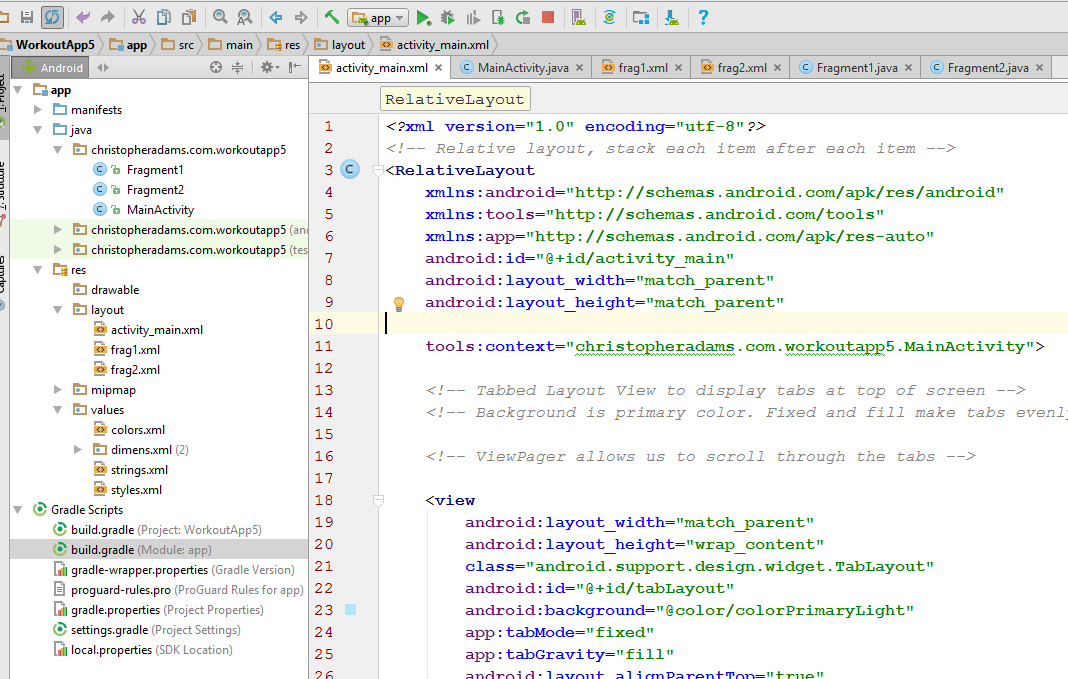 app
WorkoutApp5 app src main res layout activity_main.xml
Android
activity_main.xml MainActivity.java frag1.xml frag2.xml Fragment1.java Fragment2.java
app
manifests
java
christopheradams.com.workoutapp5
Fragment1
Fragment2
MainActivity
christopheradams.com.workoutapp5 (an
christopheradams.com.workoutapp5 (tes
res
drawable
layout
activity_main.xml
frag1.xml
frag2.xml
mipmap
values
colors.xml
dimens.xml (2)
strings.xml
styles.xml
Gradle Scripts
build.gradle (Project: WorkoutApp5)
build.gradle (Module: app)
gradle-wrapper.properties (Gradle Version)
proguard-rules.pro (ProGuard Rules for app)
gradle.properties (Project Properties)
settings.gradle (Project Settings)
local.properties (SDK Location)
RelativeLayout
1 <?xml version="1.0" encoding="utf-8"?>
2 <!-- Relative layout, stack each item after each item -->
3 <RelativeLayout
4 xmlns:android="http://schemas.android.com/apk/res/android"
5 xmlns:tools="http://schemas.android.com/tools"
6 xmlns:app="http://schemas.android.com/apk/res-auto"
7 android:id="@+id/activity_main"
8 android:layout_width="match_parent"
9 android:layout_height="match_parent"
10
11 tools:context="christopheradams.com.workoutapp5.MainActivity">
12
13 <!-- Tabbed Layout View to display tabs at top of screen -->
14 <!-- Background is primary color. Fixed and fill make tabs evenly
15
16 <!-- ViewPager allows us to scroll through the tabs -->
17
18 <view
19 android:layout_width="match_parent"
20 android:layout_height="wrap_content"
21 class="android.support.design.widget.TabLayout"
22 android:id="@+id/tabLayout"
23 android:background="@color/colorPrimaryLight"
24 app:tabMode="fixed"
25 app:tabGravity="fill"
26 android:layout_alignParentTop="true"